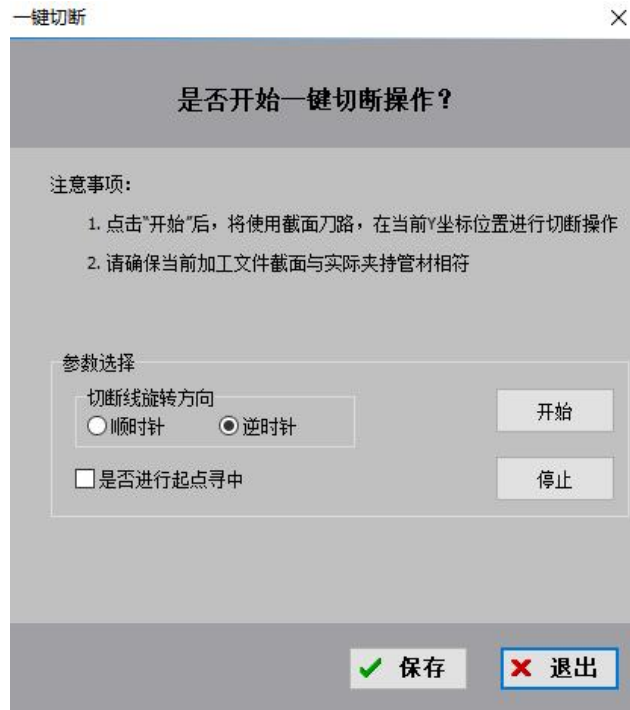 一键切断
是否开始一键切断操作？
注意事项：
1. 点击“开始”后，将使用截面刀路，在当前Y坐标位置进行切断操作
2. 请确保当前加工文件截面与实际夹持管材相符
参数选择
切断线旋转方向
顺时针 逆时针
开始
是否进行起点寻中
停止
保存 退出